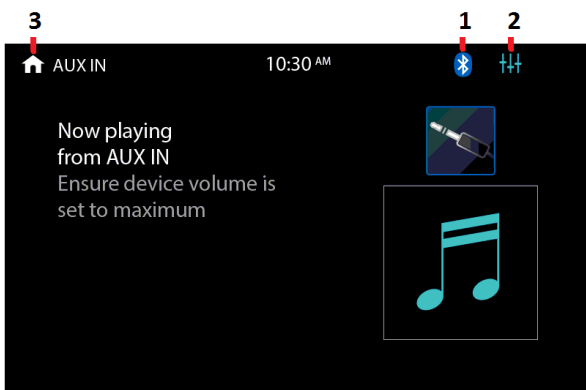 3 1 2
AUX IN 10:30 AM
Now playing
from AUX IN
Ensure device volume is
set to maximum